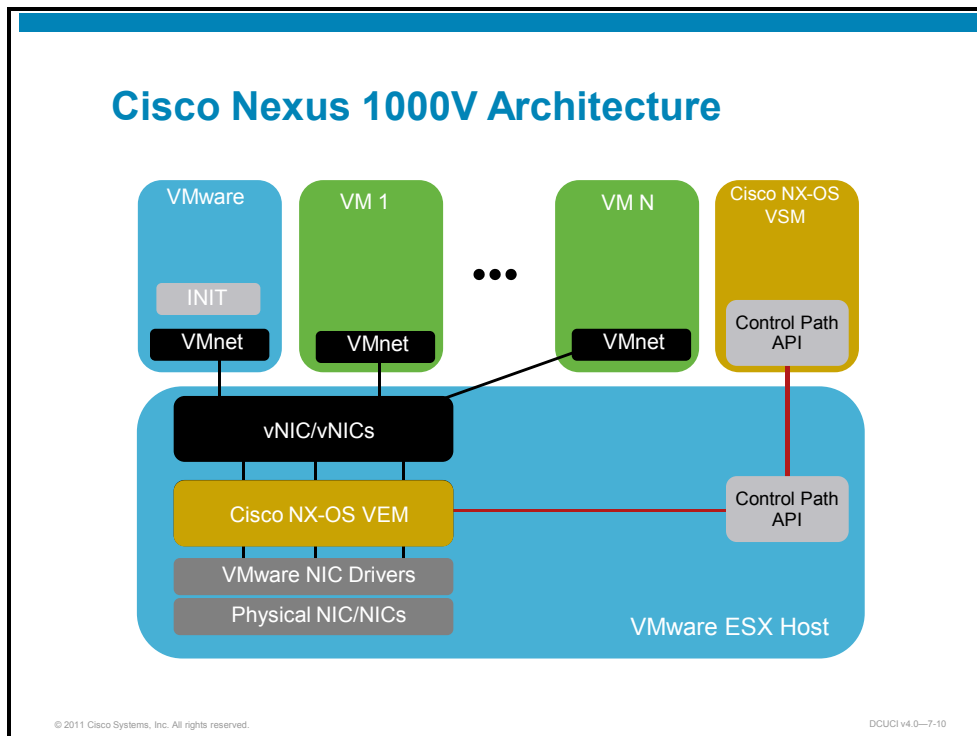 Cisco Nexus 1000V Architecture
VMware
VM 1
VM N
Cisco NX-OS
VSM
•••
INIT
Control Path
API
VMnet
VMnet
VMnet
vNIC/vNICs
Cisco NX-OS VEM
Control Path
API
VMware NIC Drivers
Physical NIC/NICs
VMware ESX Host
© 2011 Cisco Systems, Inc. All rights reserved.
DCUCI v4.0—7-10